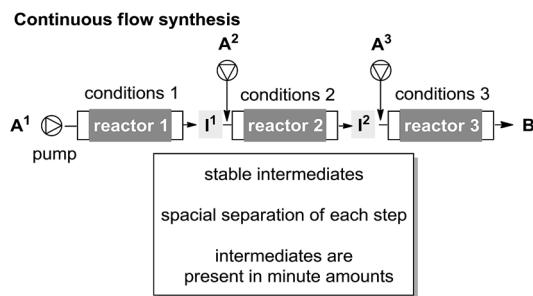 Continuous flow synthesis
A² A³
conditions 1 conditions 2 conditions 3
A¹ reactor 1 I¹ reactor 2 I² reactor 3 B
pump
stable intermediates
spacial separation of each step
intermediates are
present in minute amounts